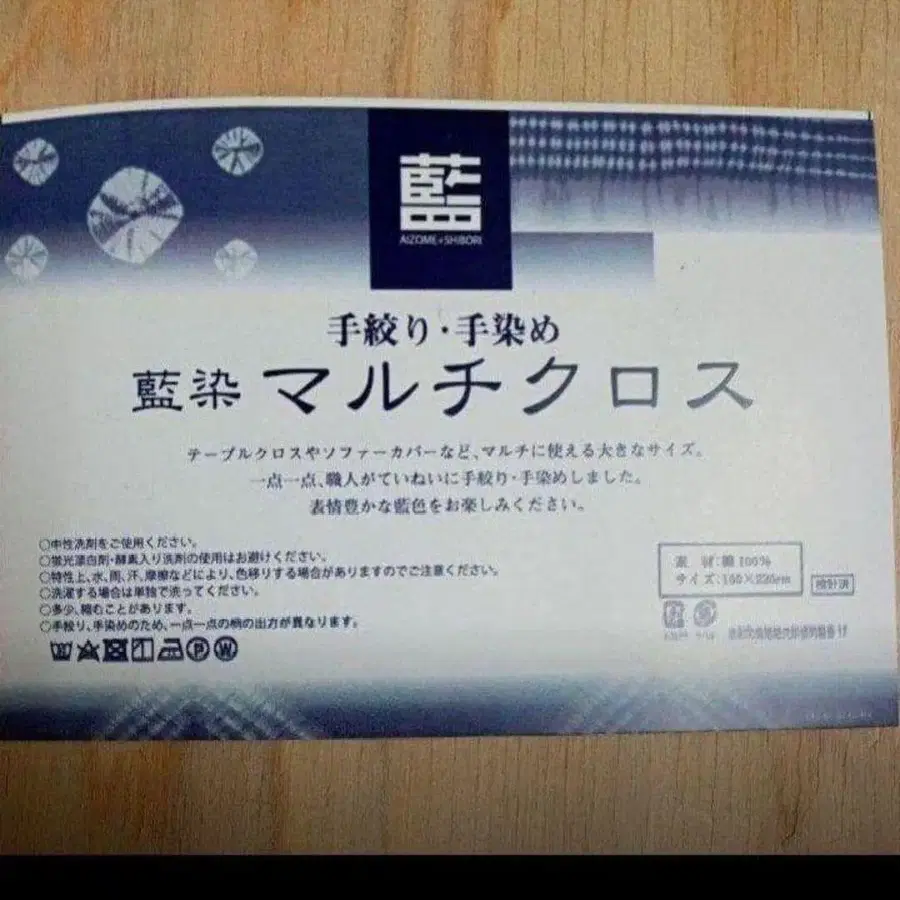 藍
AIZOME+SHIBORI
手絞り・手染め
藍染 マルチクロス
テーブルクロスやソファーカバーなど、マルチに使える大きなサイズ。
一点一点、職人がていねいに手絞り・手染めしました。
表情豊かな藍色をお楽しみください。
○中性洗剤をご使用ください。
○蛍光漂白剤・酵素入り洗剤の使用はお避けください。
○特性上、水、雨、汗、摩擦などにより、色移りする場合がありますのでご注意ください。
○洗濯する場合は単独で洗ってください。
○多少、縮むことがあります。
○手絞り、手染めのため、一点一点の柄の出方が異なります。
素 材:綿 100%
サイズ:150×220cm
検針済
P W